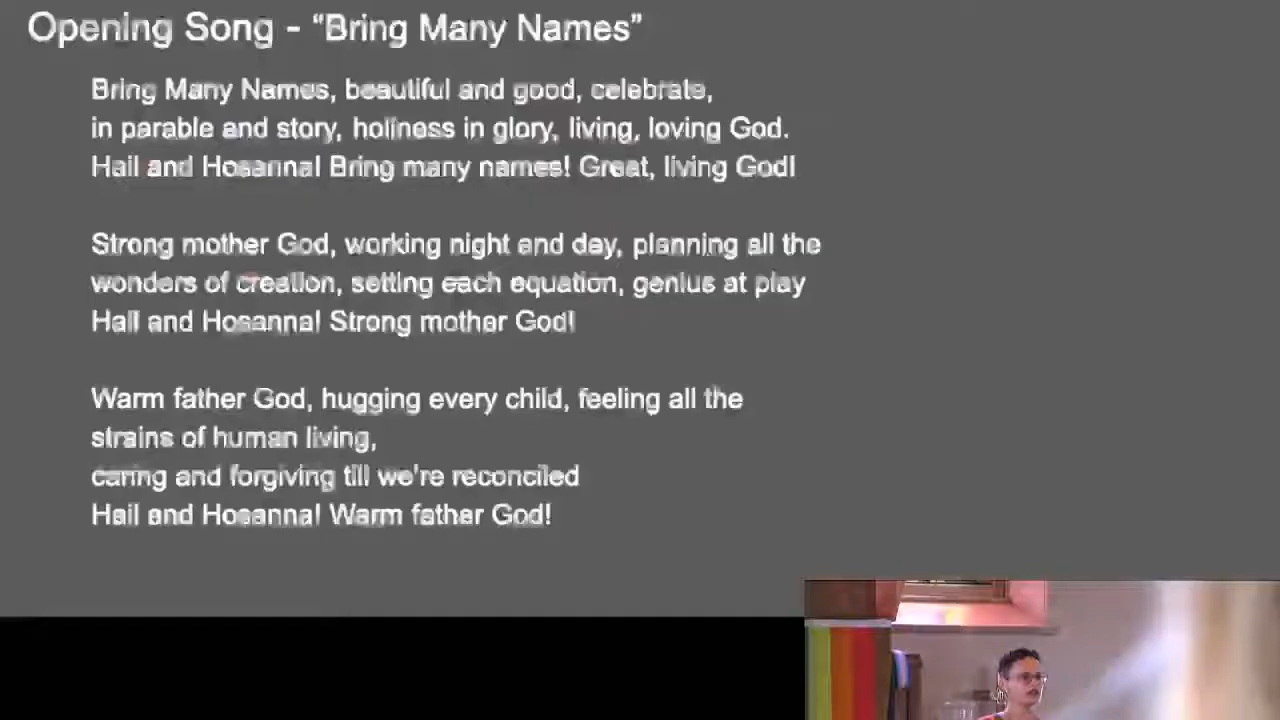 Opening Song - “Bring Many Names”
Bring Many Names, beautiful and good, celebrate,
in parable and story, holiness in glory, living, loving God.
Hail and Hosanna! Bring many names! Great, living God!
Strong mother God, working night and day, planning all the
wonders of creation, setting each equation, genius at play
Hail and Hosanna! Strong mother God!
Warm father God, hugging every child, feeling all the
strains of human living,
caring and forgiving till we're reconciled
Hail and Hosanna! Warm father God!